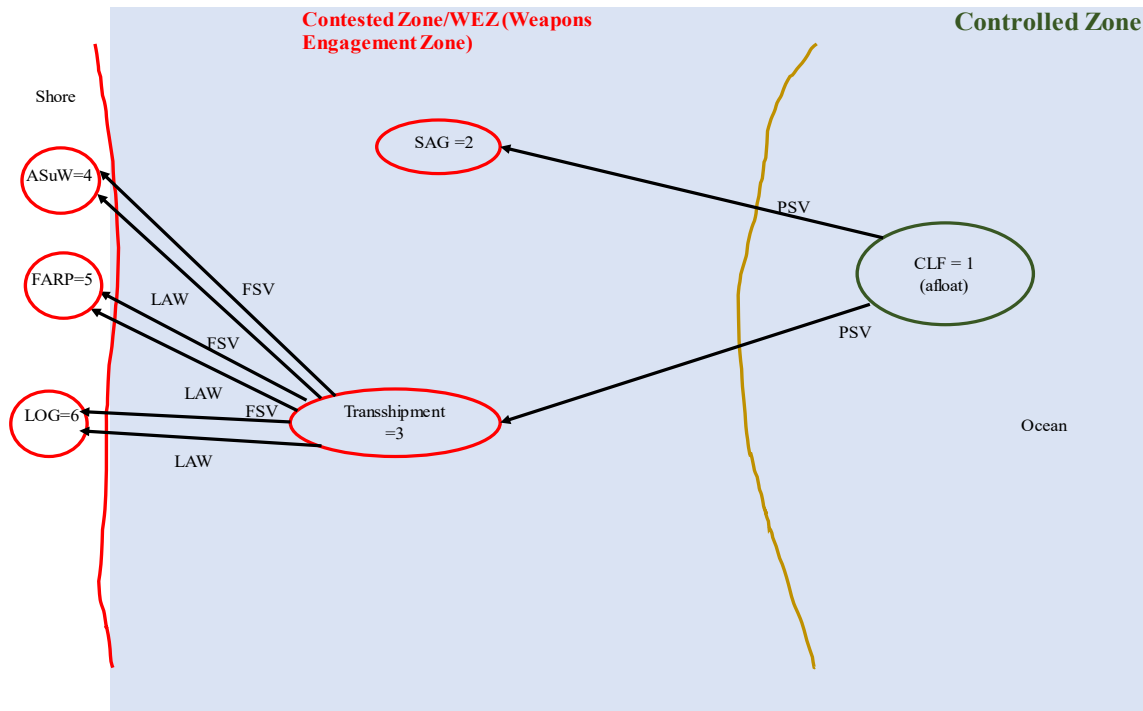 Contested Zone/WEZ (Weapons
Engagement Zone)
Controlled Zone
Shore
SAG =2
ASuW=4
PSV
FARP=5
CLF = 1
(afloat)
LAW
FSV
PSV
FSV
LAW
FSV
LOG=6
Transshipment
=3
Ocean
LAW